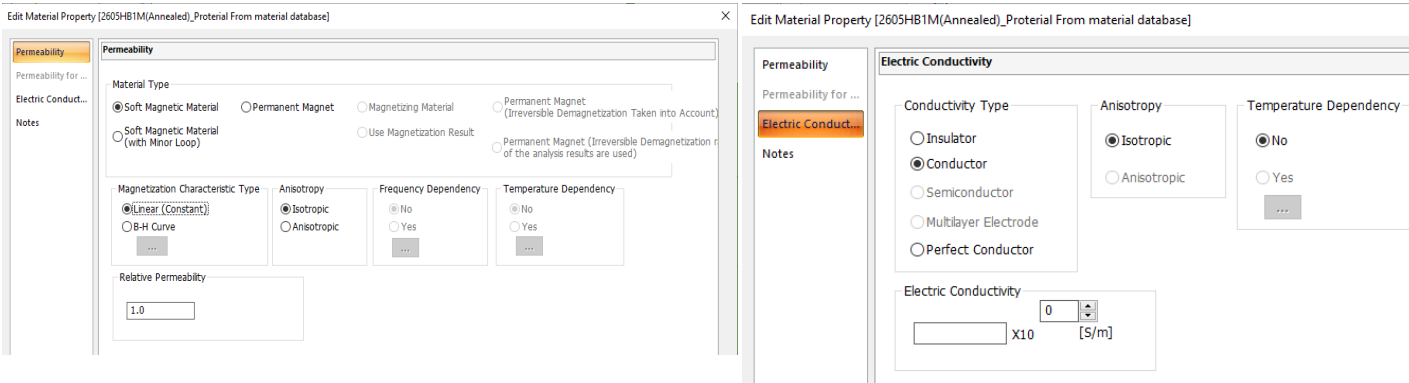 Edit Material Property [2605HB1M(Annealed)_Proterial From material database]
Permeability
Permeability for ...
Electric Conduct...
Notes
Permeability
Material Type
Soft Magnetic Material
Permanent Magnet
Magnetizing Material
Permanent Magnet
(Irreversible Demagnetization Taken into Account)
Soft Magnetic Material
(with Minor Loop)
Use Magnetization Result
Permanent Magnet (Irreversible Demagnetization r
of the analysis results are used)
Magnetization Characteristic Type
Linear (Constant)
B-H Curve
...
Anisotropy
Isotropic
Anisotropic
Frequency Dependency
No
Yes
...
Temperature Dependency
No
Yes
...
Relative Permeability
1.0
Edit Material Property [2605HB1M(Annealed)_Proterial From material database]
Permeability
Permeability for ...
Electric Conduct...
Notes
Electric Conductivity
Conductivity Type
Insulator
Conductor
Semiconductor
Multilayer Electrode
Perfect Conductor
Anisotropy
Isotropic
Anisotropic
Temperature Dependency
No
Yes
...
Electric Conductivity
0
X10 [S/m]